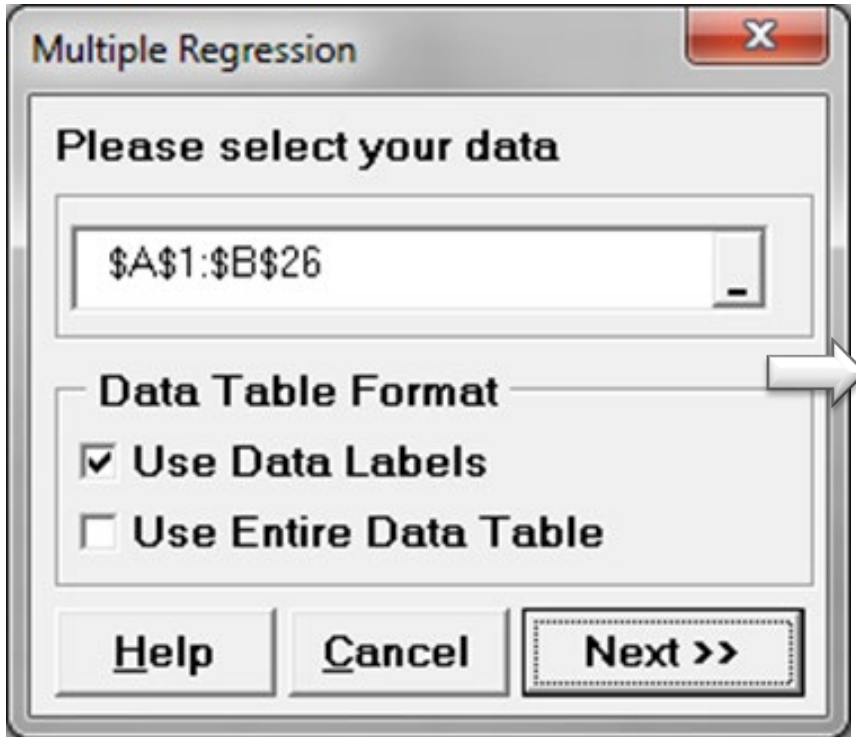 Multiple Regression
Please select your data
$A$1:$B$26
Data Table Format
Use Data Labels
Use Entire Data Table
Help Cancel Next >>